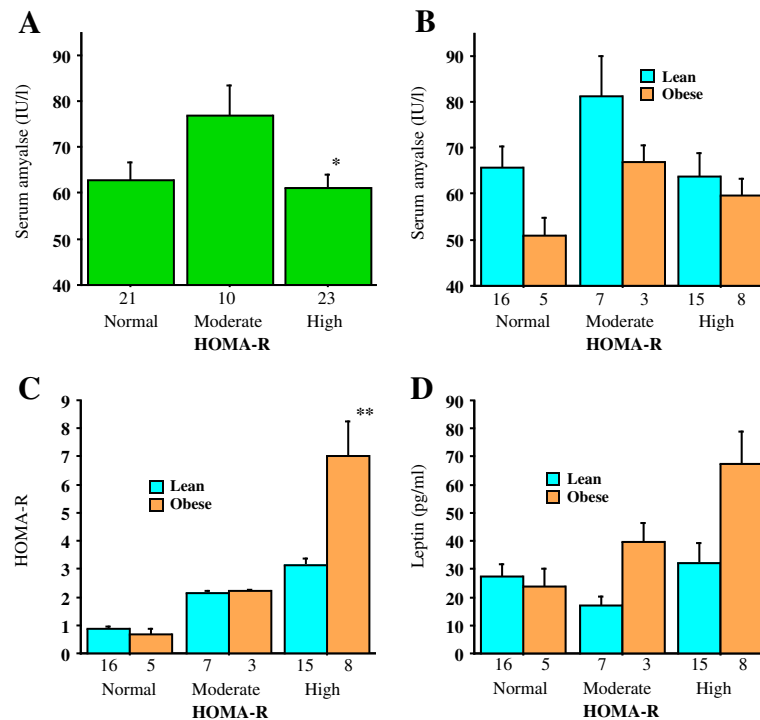 A
Serum amyalse (IU/l)
90
80
70
60
50
40
*
21 10 23
Normal Moderate High
HOMA-R
B
Serum amyalse (IU/l)
90
80
70
60
50
40
Lean
Obese
16 5 7 3 15 8
Normal Moderate High
HOMA-R
C
HOMA-R
9
8
7
6
5
4
3
2
1
0
**
Lean
Obese
16 5 7 3 15 8
Normal Moderate High
HOMA-R
D
Leptin (pg/ml)
90
80
70
60
50
40
30
20
10
0
Lean
Obese
16 5 7 3 15 8
Normal Moderate High
HOMA-R